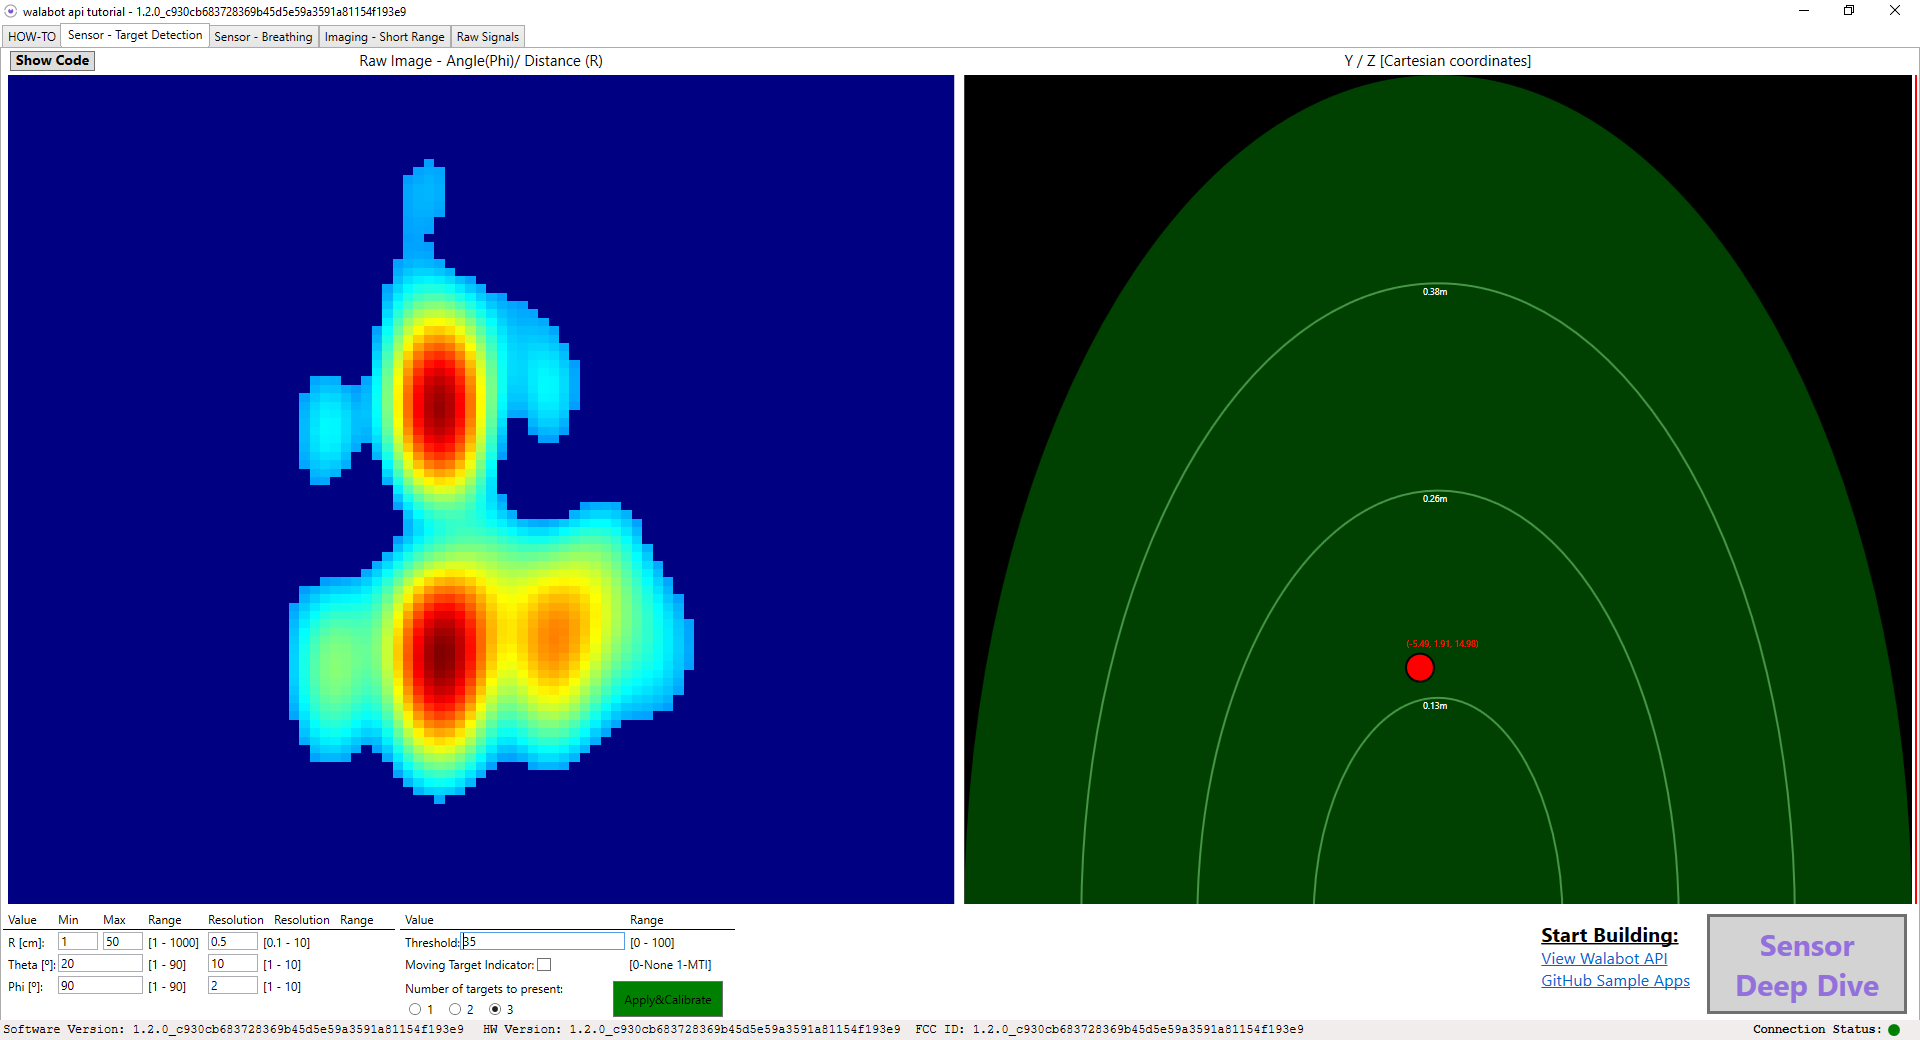 walabot api tutorial - 1.2.0_c930cb683728369b45d5e59a3591a81154f193e9
HOW-TO Sensor - Target Detection Sensor - Breathing Imaging - Short Range Raw Signals
Show Code
Raw Image - Angle(Phi)/ Distance (R)
Y / Z [Cartesian coordinates]
0.38m
0.26m
(-5.49, 1.91, 14.98)
0.13m
Value Min Max Range Resolution Resolution Range
R [cm]: 1 50 [1 - 1000] 0.5 [0.1 - 10]
Theta [º]: 20 [1 - 90] 10 [1 - 10]
Phi [º]: 90 [1 - 90] 2 [1 - 10]
Value Range
Threshold: 35 [0 - 100]
Moving Target Indicator: [0-None 1-MTI]
Number of targets to present:
1 2 3
Apply&Calibrate
Start Building:
View Walabot API
GitHub Sample Apps
Sensor
Deep Dive
Software Version: 1.2.0_c930cb683728369b45d5e59a3591a81154f193e9 HW Version: 1.2.0_c930cb683728369b45d5e59a3591a81154f193e9 FCC ID: 1.2.0_c930cb683728369b45d5e59a3591a81154f193e9 Connection Status: